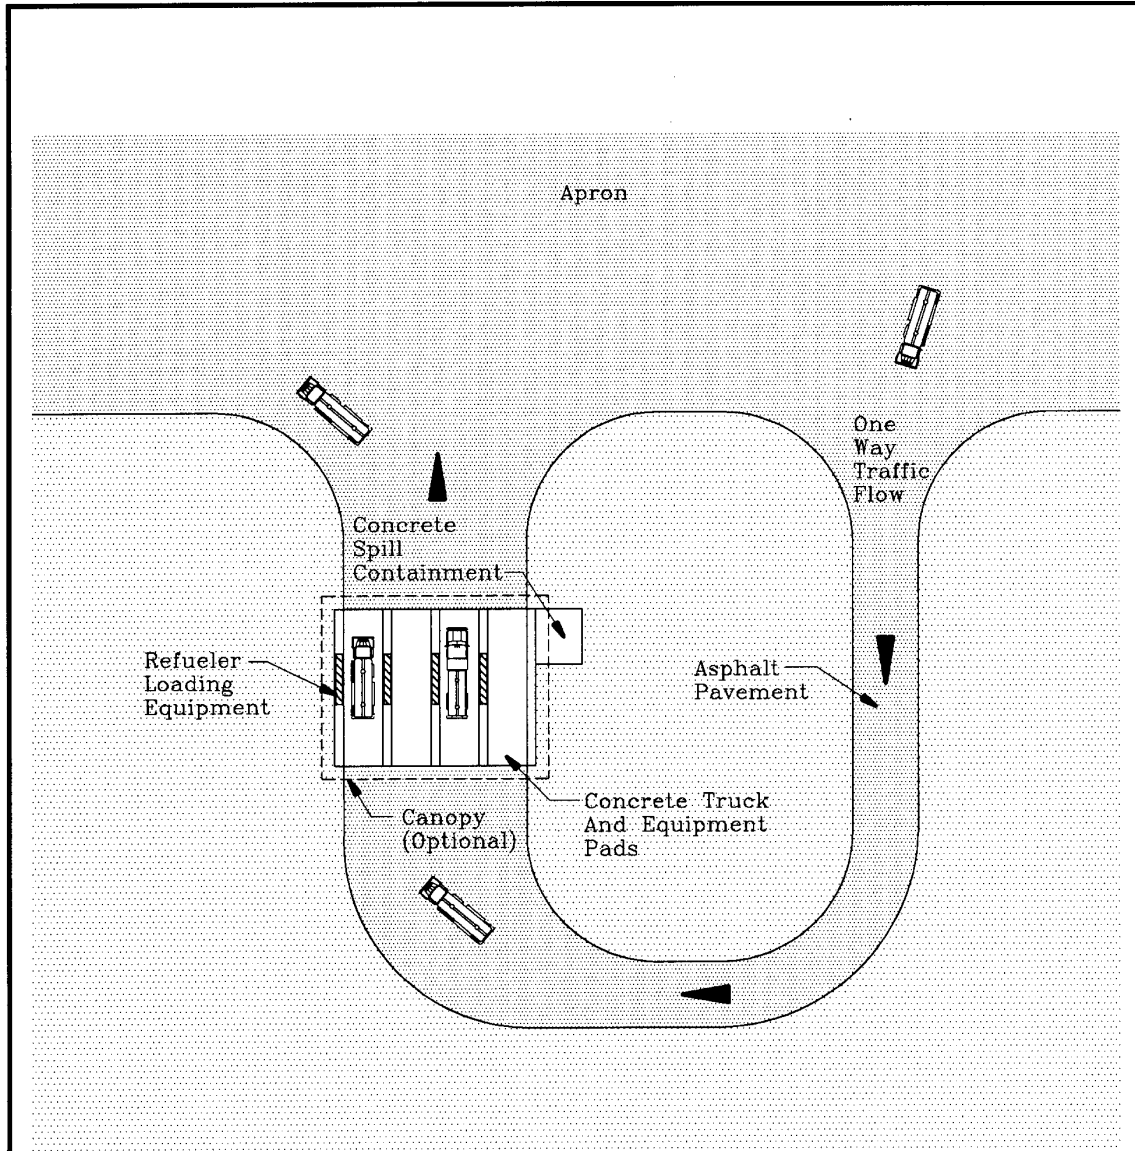 Apron
One
Way
Traffic
Flow
Concrete
Spill
Containment
Refueler
Loading
Equipment
Asphalt
Pavement
Canopy
(Optional)
Concrete Truck
And Equipment
Pads